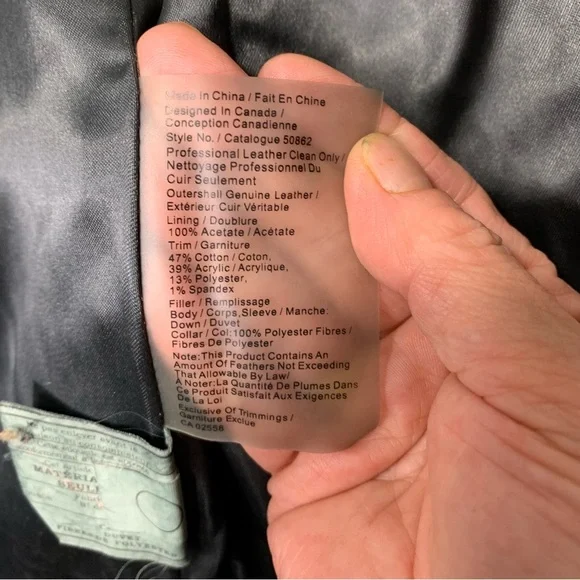 Made In China / Fait En Chine
Designed In Canada /
Conception Canadienne
Style No. / Catalogue 50862
Professional Leather Clean Only /
Nettoyage Professionnel Du
Cuir Seulement
Outershell Genuine Leather /
Extérieur Cuir Véritable
Lining / Doublure
100% Acetate / Acétate
Trim / Garniture
47% Cotton / Coton,
39% Acrylic / Acrylique,
13% Polyester,
1% Spandex
Filler / Remplissage
Body / Corps,Sleeve / Manche:
Down / Duvet
Collar / Col:100% Polyester Fibres /
Fibres De Polyester
Note:This Product Contains An
Amount Of Feathers Not Exceeding
That Allowable By Law/
A Noter:La Quantité De Plumes Dans
Ce Produit Satisfait Aux Exigences
De La Loi
Exclusive Of Trimmings /
Garniture Exclue
CA 02558
MATÉRIA
SEULE